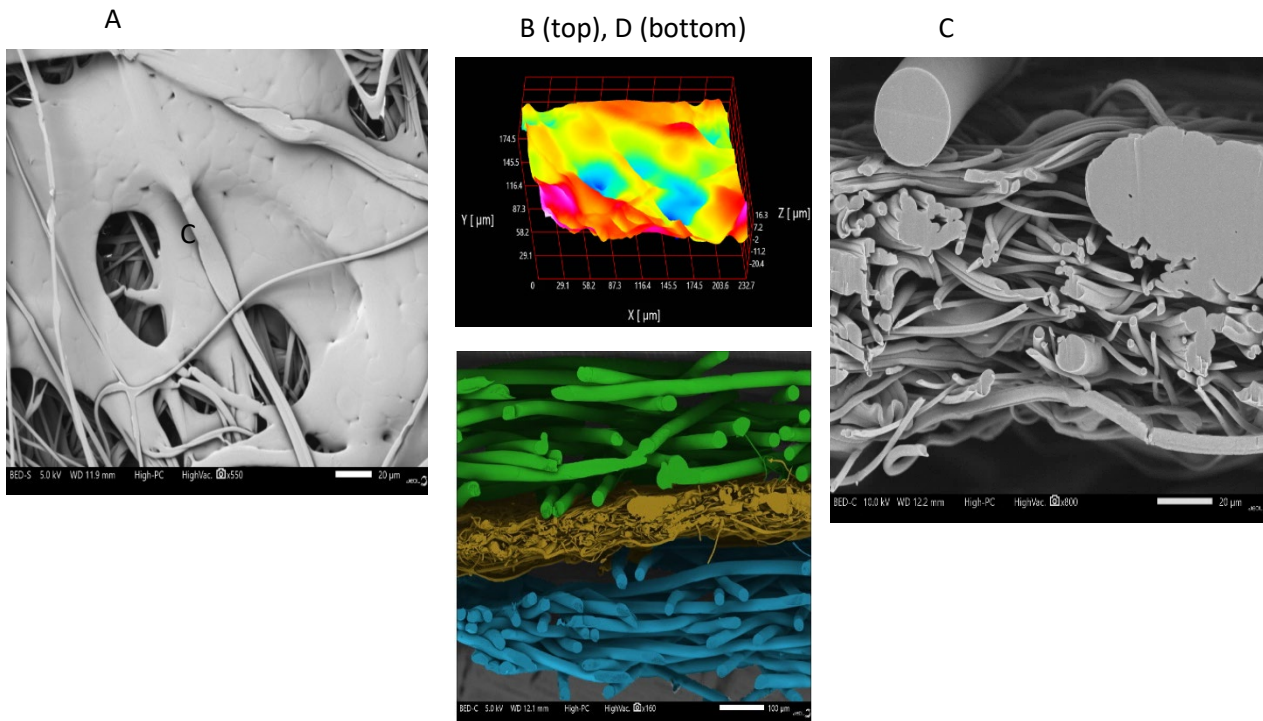 A
B (top), D (bottom)
C
C
BED-S 5.0 kV WD 11.9 mm High-PC HighVac. x550 20 µm JEOL
174.5
145.5
116.4
87.3
58.2
29.1
Y [ µm]
16.3
7.2
-2
-11.2
-20.4
Z [ µm]
0 29.1 58.2 87.3 116.4 145.5 174.5 203.6 232.7
X [ µm]
BED-C 5.0 kV WD 12.1 mm High-PC HighVac. x160 100 µm JEOL
BED-C 10.0 kV WD 12.2 mm High-PC HighVac. x800 20 µm JEOL